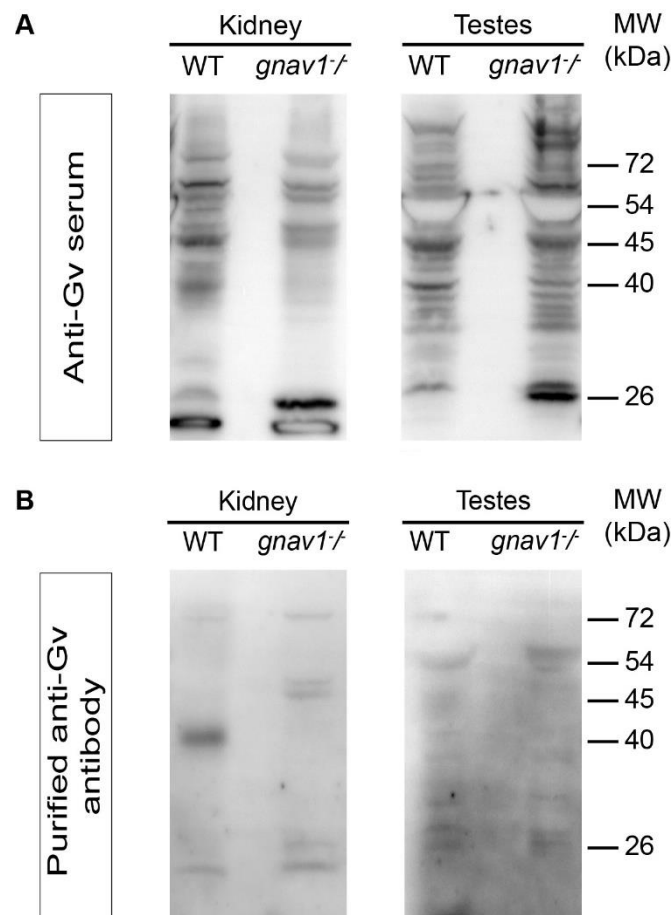 A
Kidney
Testes
MW
(kDa)
WT
gnav1-/-
WT
gnav1-/-
Anti-Gv serum
72
54
45
40
26
B
Kidney
Testes
MW
(kDa)
WT
gnav1-/-
WT
gnav1-/-
Purified anti-Gv
antibody
72
54
45
40
26